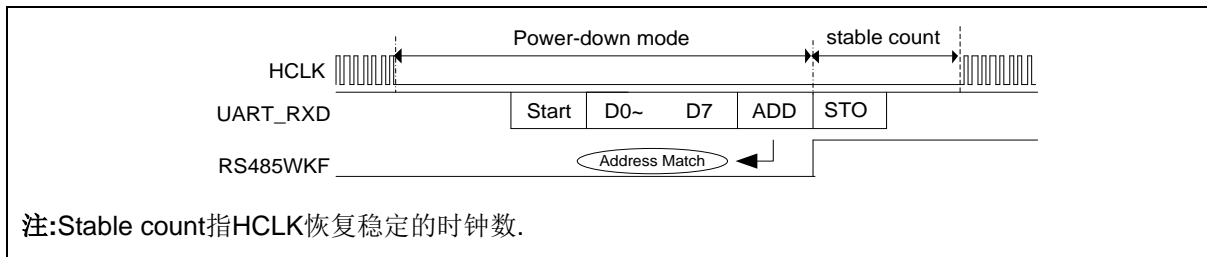 Power-down mode stable count
HCLK
UART_RXD Start D0~ D7 ADD STO
Address Match
RS485WKF
注:Stable count指HCLK恢复稳定的时钟数.